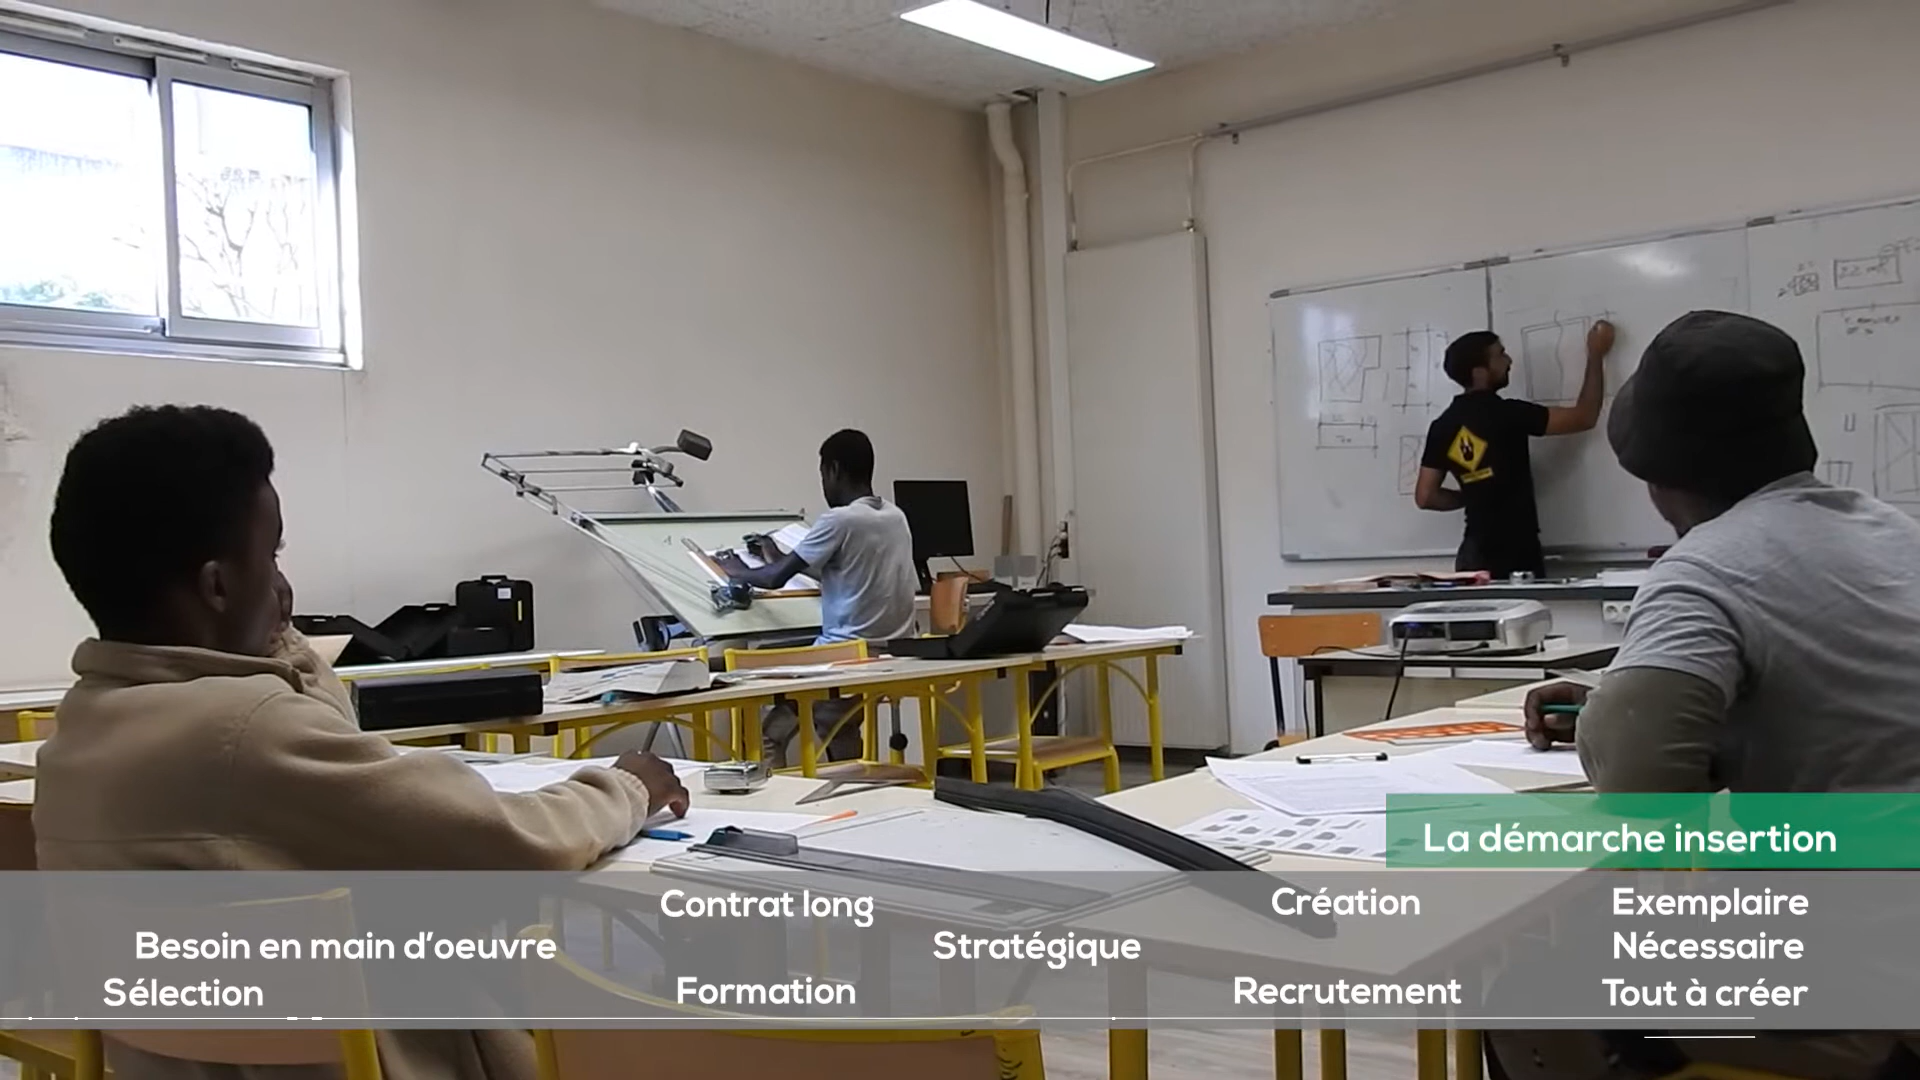 La démarche insertion
Contrat long
Création
Exemplaire
Besoin en main d'oeuvre
Stratégique
Nécessaire
Sélection
Formation
Recrutement
Tout à créer